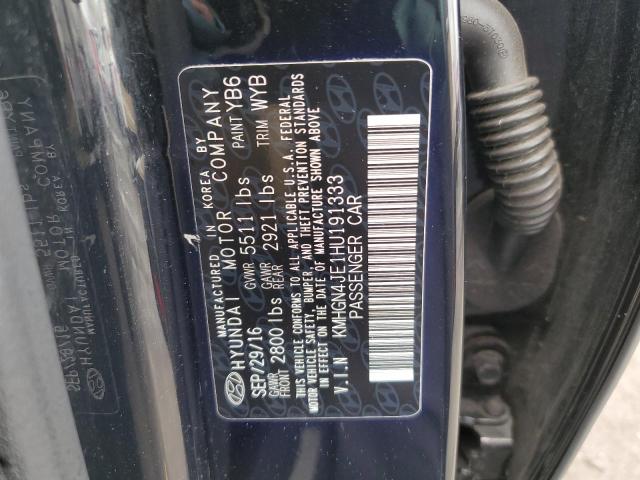 MANUFACTURED IN KOREA BY
HYUNDAI MOTOR COMPANY
SEP/29/16 GVWR 5511 lbs PAINT YB6
GAWR FRONT 2800 lbs GAWR REAR 2921 lbs TRIM WYB
THIS VEHICLE CONFORMS TO ALL APPLICABLE U.S.A. FEDERAL
MOTOR VEHICLE SAFETY, BUMPER, AND THEFT PREVENTION STANDARDS
IN EFFECT ON THE DATE OF MANUFACTURE SHOWN ABOVE
V.I.N KMHGN4JE1HU191333
PASSENGER CAR